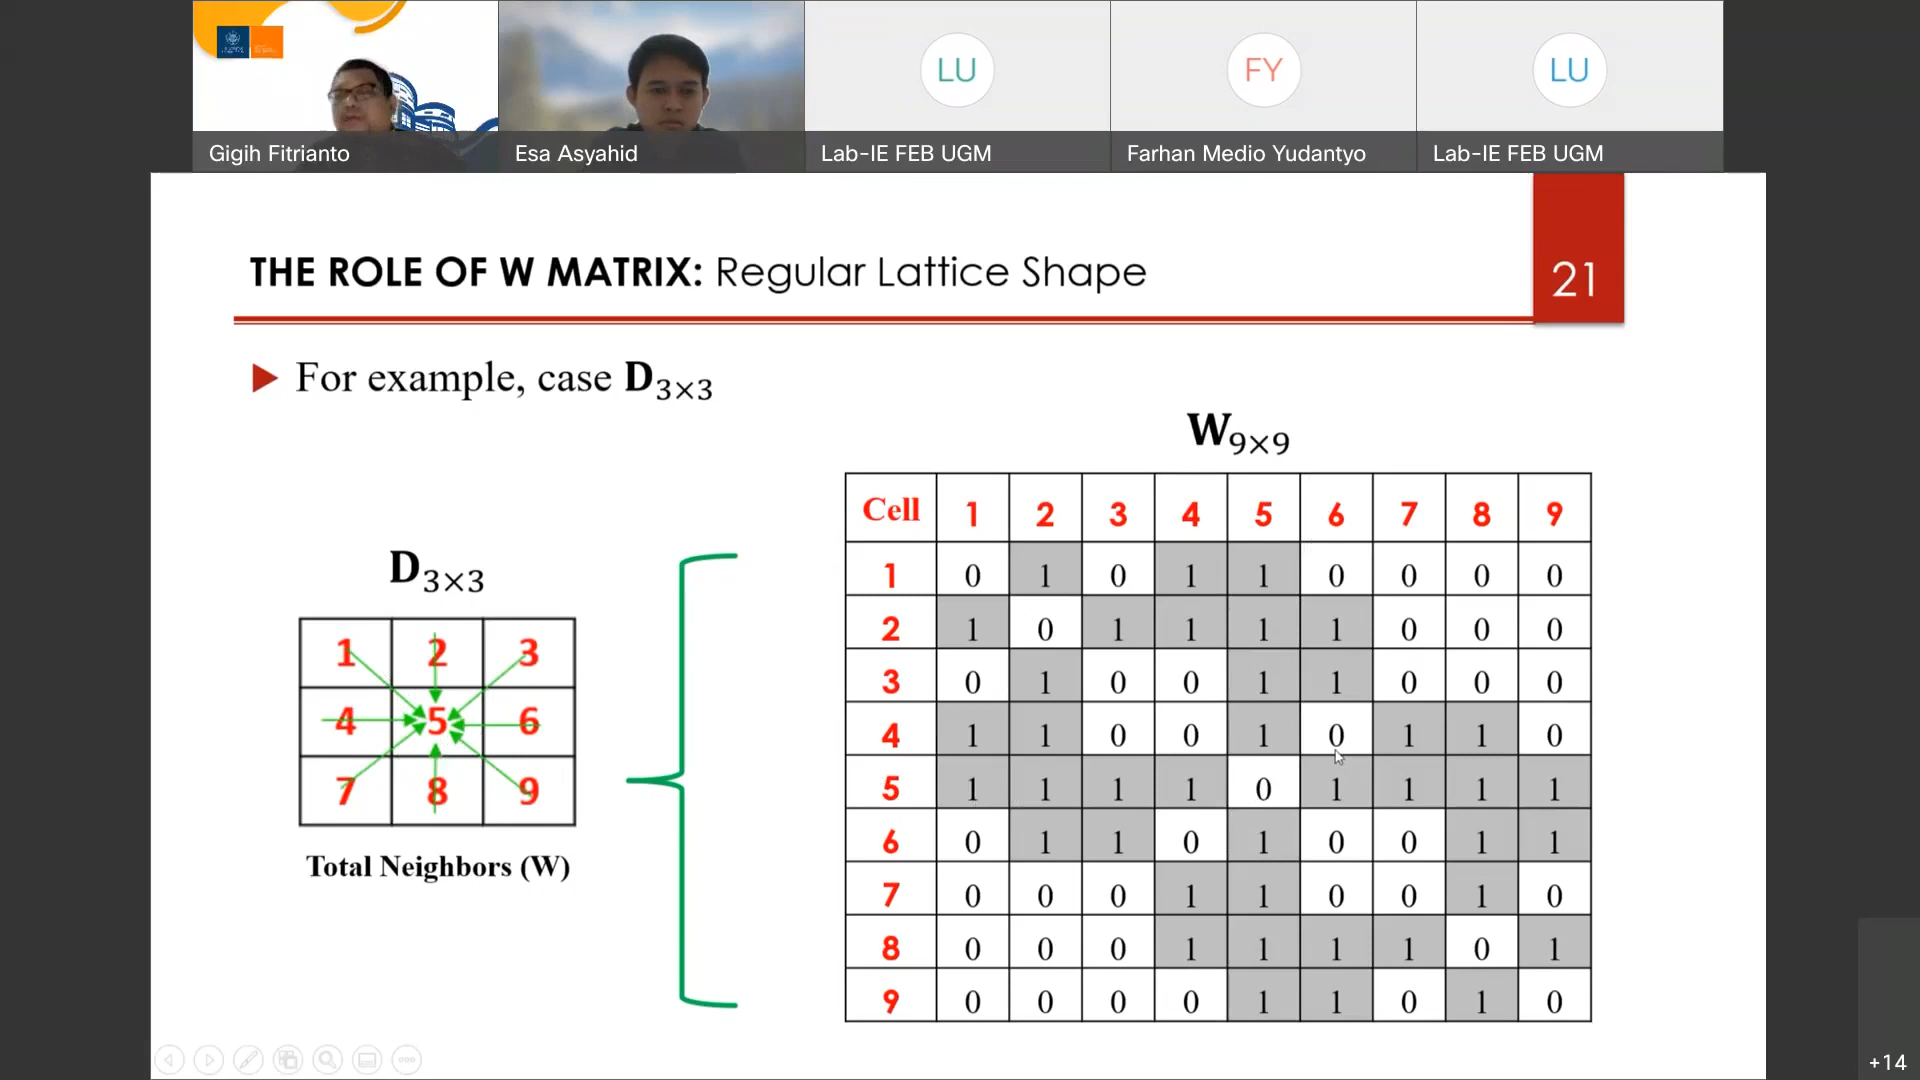 LU
FY
LU
Gigih Fitrianto
Esa Asyahid
Lab-IE FEB UGM
Farhan Medio Yudantyo
Lab-IE FEB UGM
THE ROLE OF W MATRIX: Regular Lattice Shape
21
For example, case D3×3
W9×9
D3×3
1 2 3
4 5 6
7 8 9
Total Neighbors (W)
Cell 1 2 3 4 5 6 7 8 9
1 0 1 0 1 1 0 0 0 0
2 1 0 1 1 1 1 0 0 0
3 0 1 0 0 1 1 0 0 0
4 1 1 0 0 1 0 1 1 0
5 1 1 1 1 0 1 1 1 1
6 0 1 1 0 1 0 0 1 1
7 0 0 0 1 1 0 0 1 0
8 0 0 0 1 1 1 1 0 1
9 0 0 0 0 1 1 0 1 0
+14